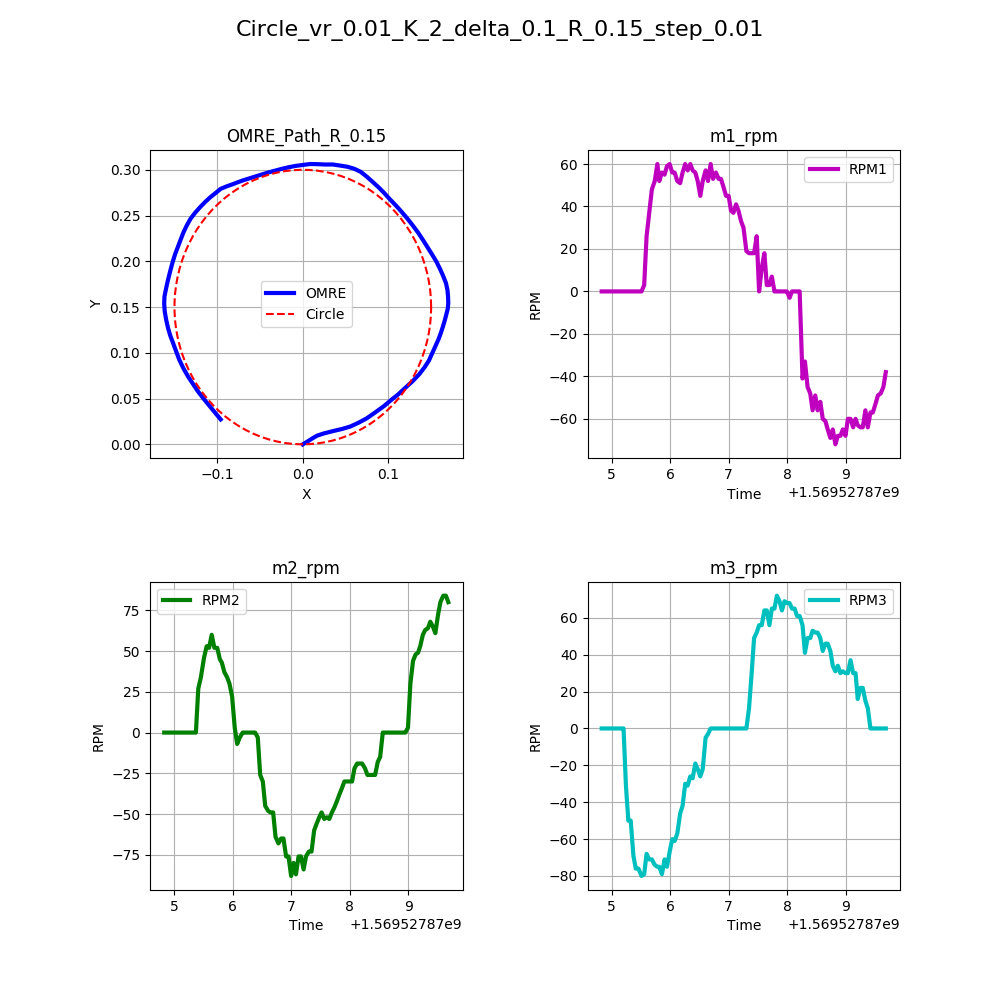 Circle_vr_0.01_K_2_delta_0.1_R_0.15_step_0.01
OMRE_Path_R_0.15
0.30
0.25
0.20
0.15
0.10
0.05
0.00
Y
OMRE
Circle
−0.1
0.0
0.1
X
m1_rpm
60
40
20
0
−20
−40
−60
RPM
RPM1
5
6
7
8
9
Time
+1.56952787e9
m2_rpm
75
50
25
0
−25
−50
−75
RPM
RPM2
5
6
7
8
9
Time
+1.56952787e9
m3_rpm
60
40
20
0
−20
−40
−60
−80
RPM
RPM3
5
6
7
8
9
Time
+1.56952787e9